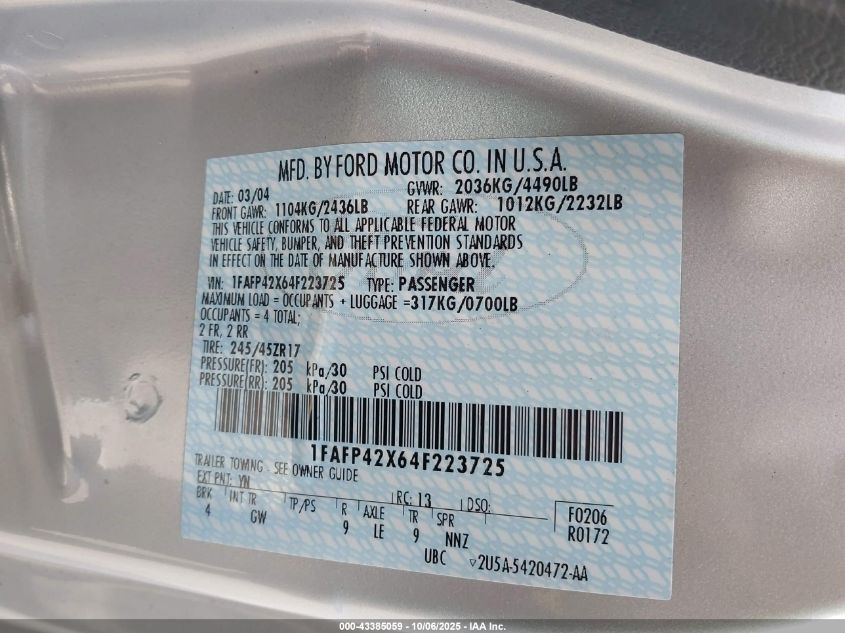 MFD. BY FORD MOTOR CO. IN U.S.A.
DATE: 03/04 GVWR: 2036KG/4490LB
FRONT GAWR: 1104KG/2436LB REAR GAWR: 1012KG/2232LB
THIS VEHICLE CONFORMS TO ALL APPLICABLE FEDERAL MOTOR
VEHICLE SAFETY, BUMPER, AND THEFT PREVENTION STANDARDS
IN EFFECT ON THE DATE OF MANUFACTURE SHOWN ABOVE.
VIN: 1FAFP42X64F223725 TYPE: PASSENGER
MAXIMUM LOAD = OCCUPANTS + LUGGAGE =317KG/0700LB
OCCUPANTS = 4 TOTAL;
2 FR, 2 RR
TIRE: 245/45ZR17
PRESSURE(FR): 205 kPa/30 PSI COLD
PRESSURE(RR): 205 kPa/30 PSI COLD
1FAFP42X64F223725
TRAILER TOWING - SEE OWNER GUIDE
EXT PNT: YN RC: 13 DSO:
BRK INT TR TP/PS R AXLE TR SPR F0206
4 GW 9 LE 9 NNZ R0172
UBC ▽2U5A-5420472-AA
000-43385059 - 10/06/2025 - IAA Inc.